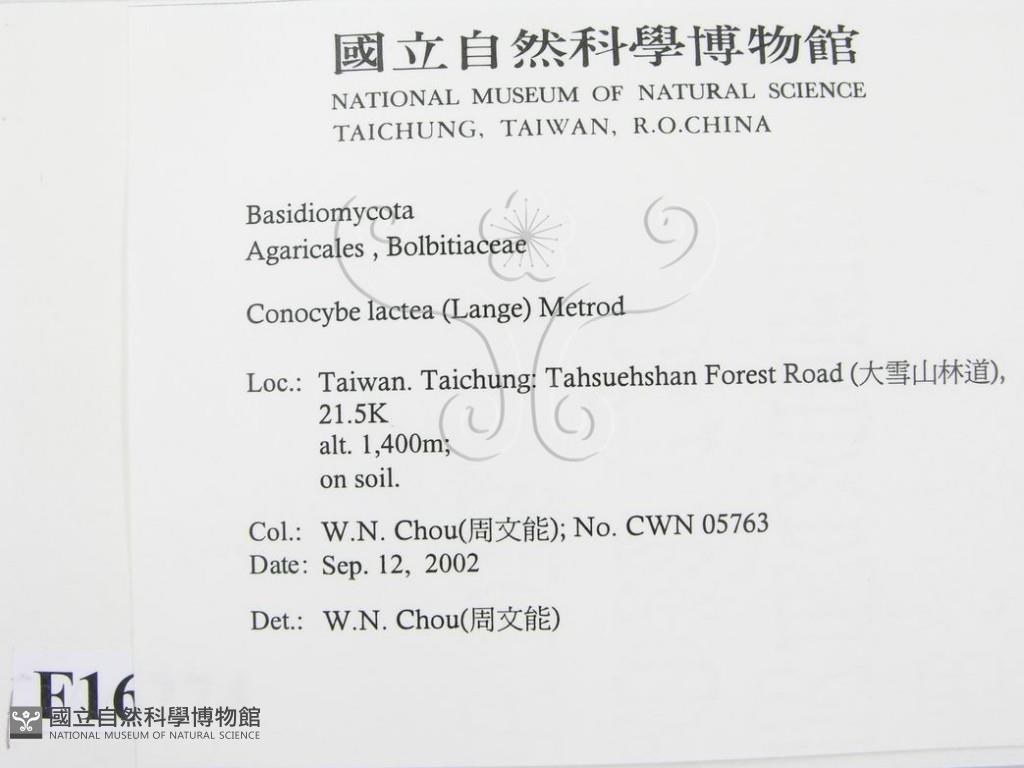 國立自然科學博物館
NATIONAL MUSEUM OF NATURAL SCIENCE
TAICHUNG, TAIWAN, R.O.CHINA
Basidiomycota
Agaricales , Bolbitiaceae
Conocybe lactea (Lange) Metrod
Loc.: Taiwan. Taichung: Tahsuehshan Forest Road (大雪山林道),
21.5K
alt. 1,400m;
on soil.
Col.: W.N. Chou(周文能); No. CWN 05763
Date: Sep. 12, 2002
Det.: W.N. Chou(周文能)
F16
國立自然科學博物館
NATIONAL MUSEUM OF NATURAL SCIENCE